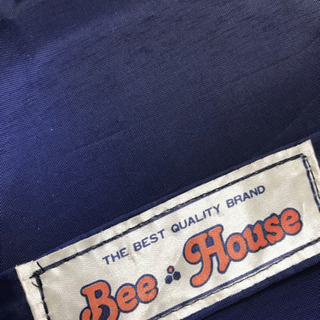 THE BEST QUALITY BRAND
Bee House